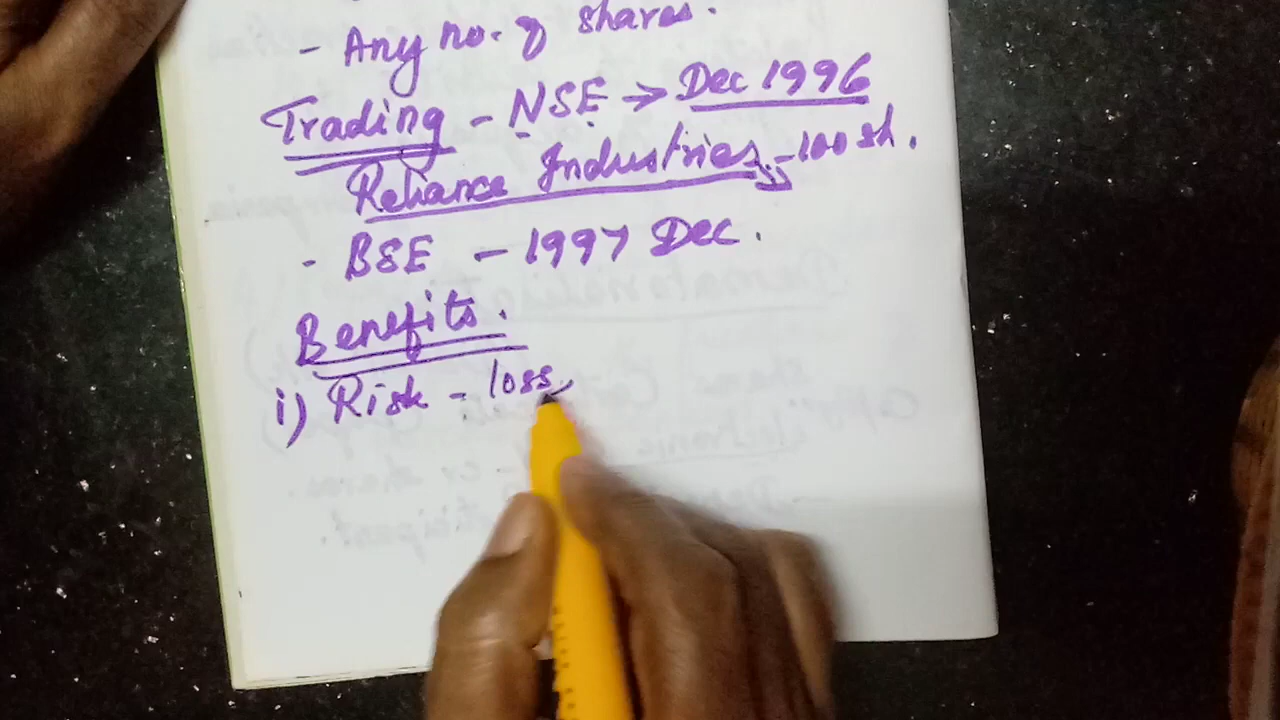 - Any no. of shares.
Trading - NSE → Dec 1996
Reliance Industries - 100 sh.
- BSE - 1997 Dec.
Benefits.
i) Risk - loss,